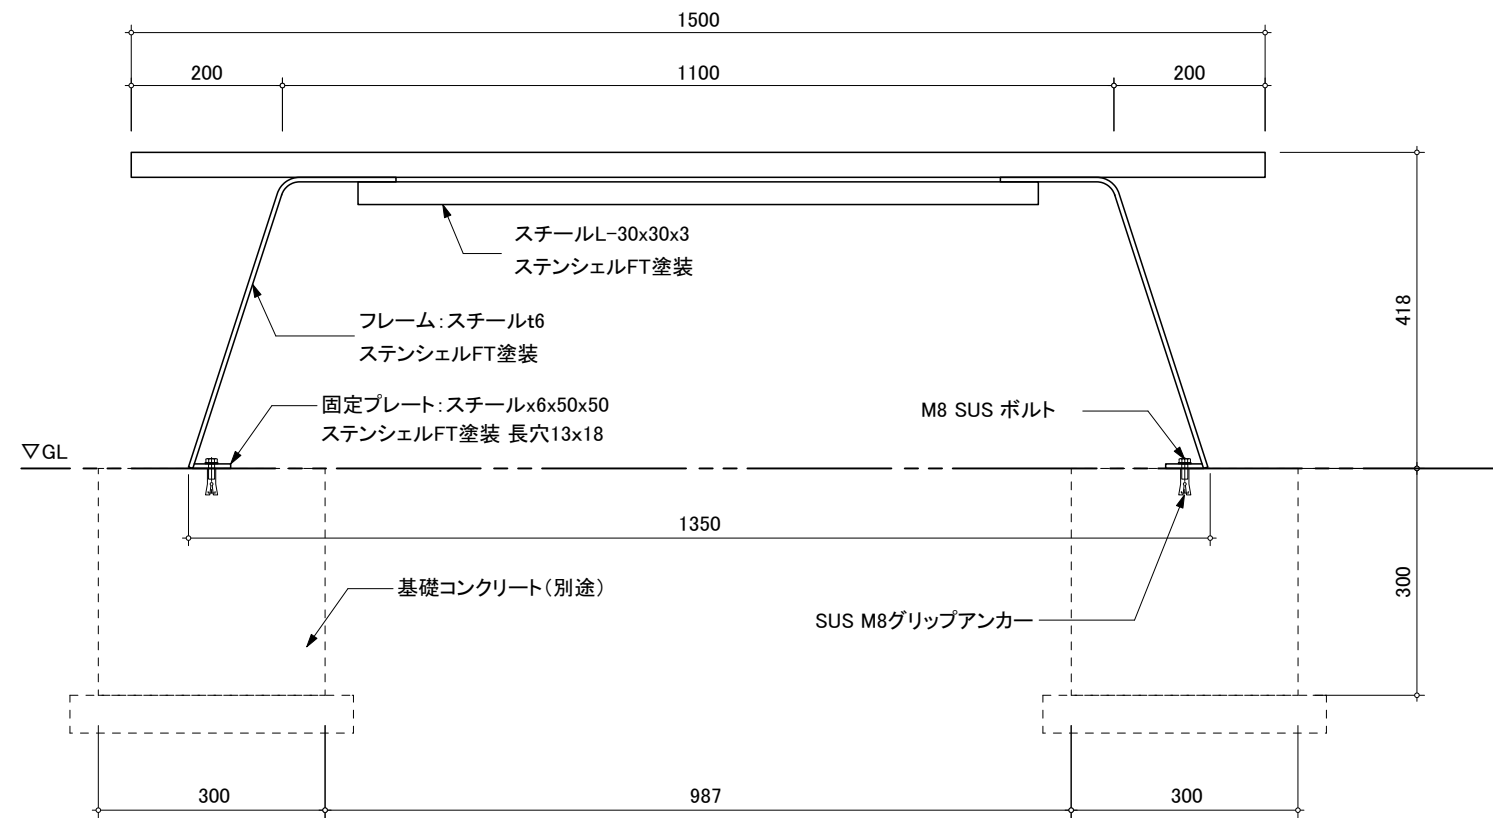 1500
200
1100
200
スチールL-30x30x3
ステンシェルFT塗装
418
フレーム:スチールt6
ステンシェルFT塗装
固定プレート:スチールx6x50x50
ステンシェルFT塗装 長穴13x18
M8 SUS ボルト
▽GL
1350
基礎コンクリート(別途)
SUS M8グリップアンカー
300
300
987
300